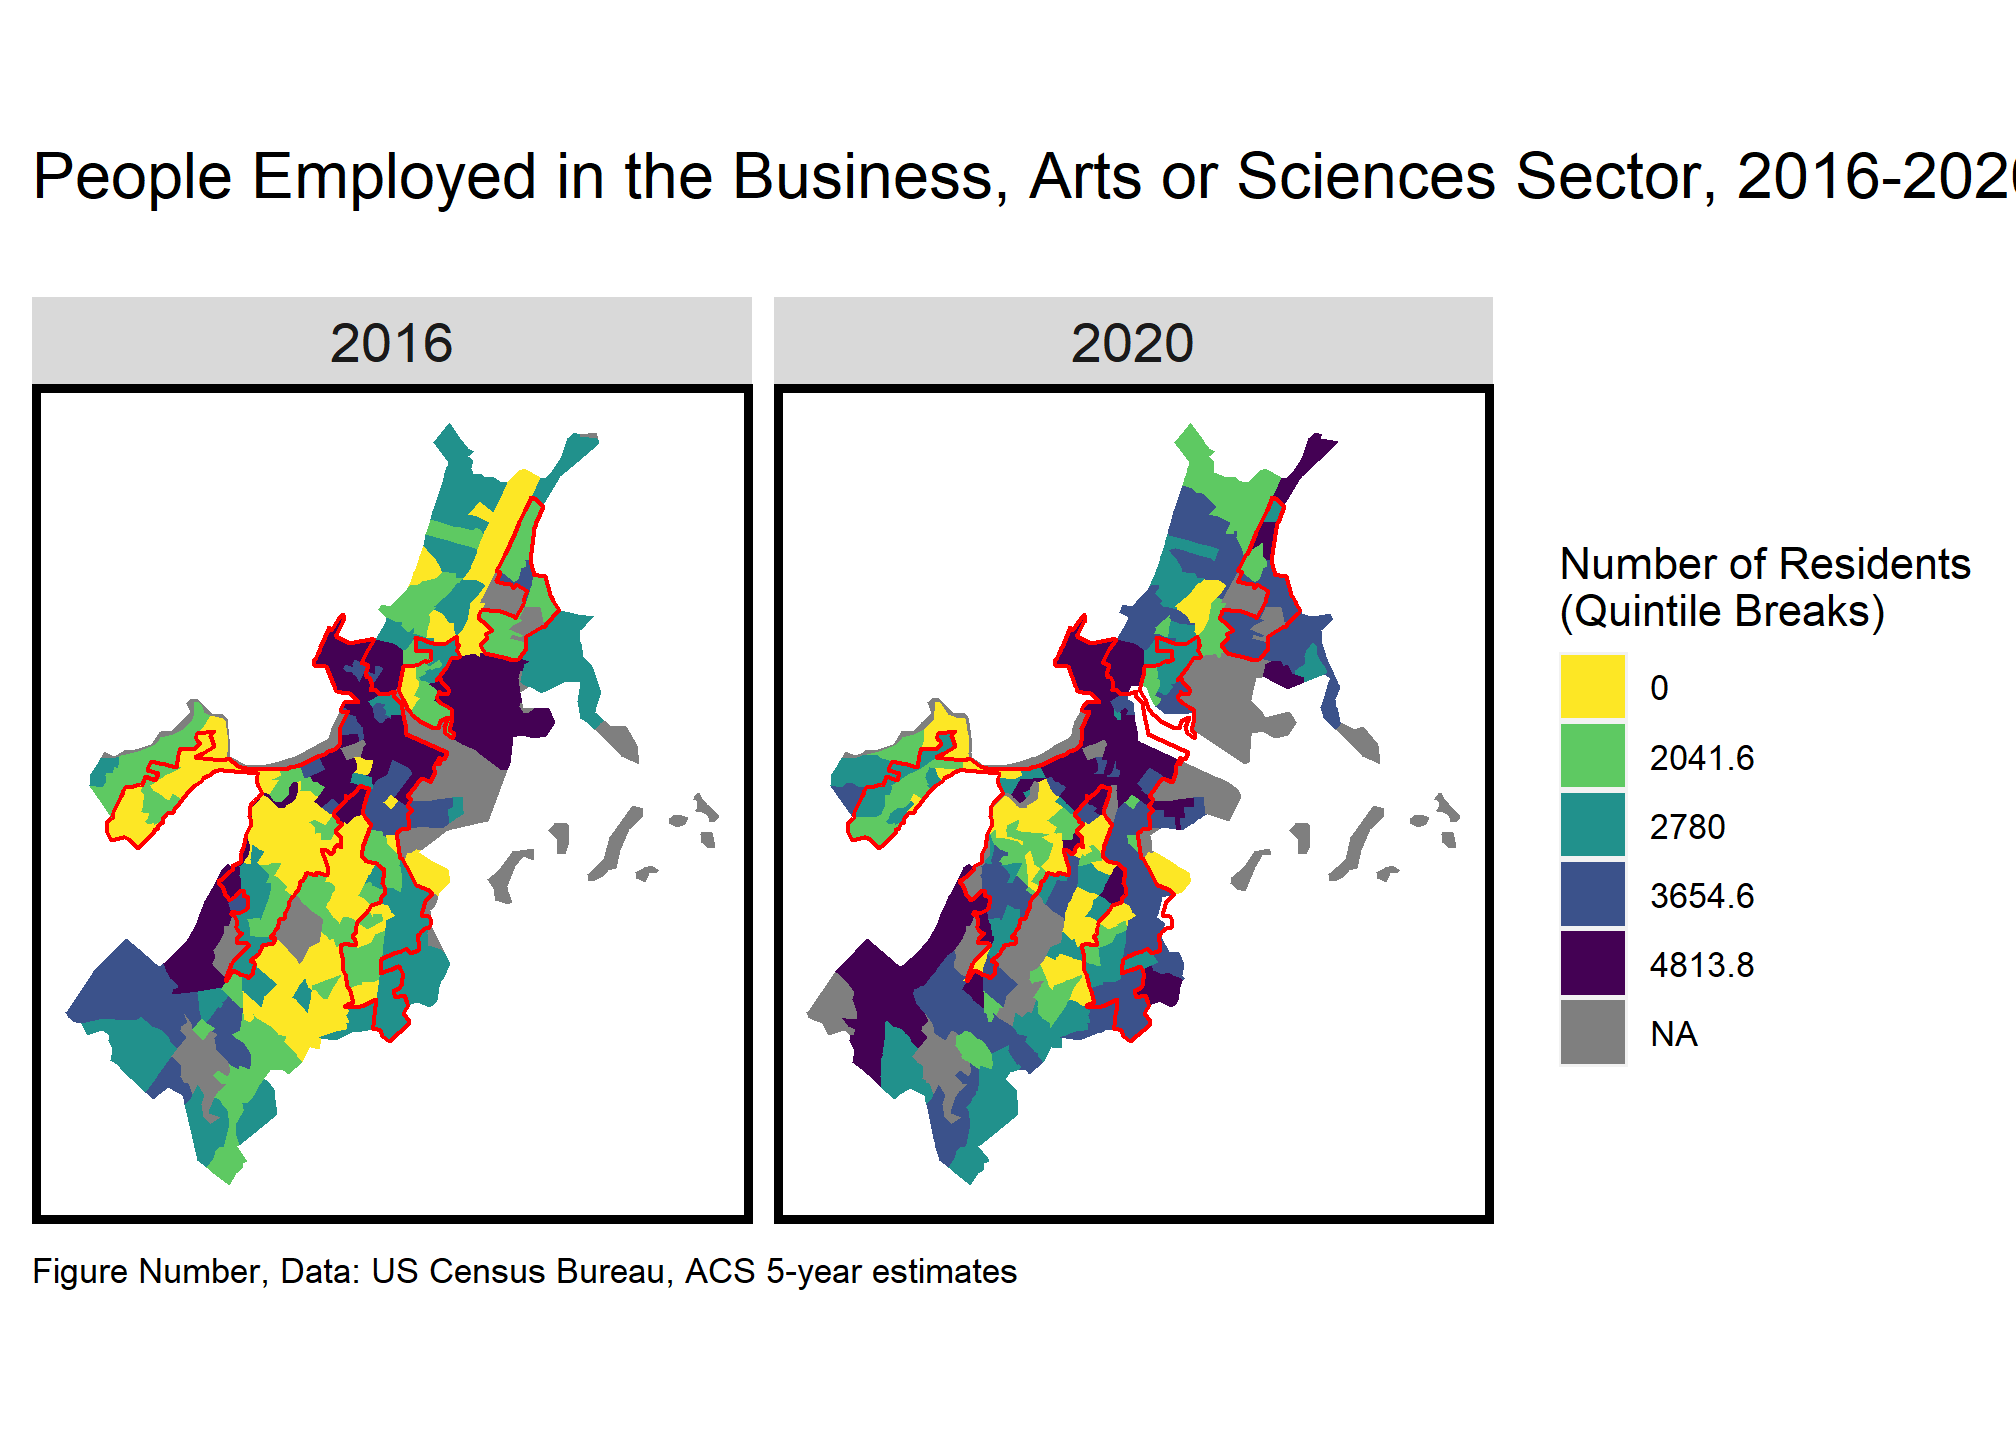 People Employed in the Business, Arts or Sciences Sector, 2016-202
2016
2020
Number of Residents
(Quintile Breaks)
0
2041.6
2780
3654.6
4813.8
NA
Figure Number, Data: US Census Bureau, ACS 5-year estimates